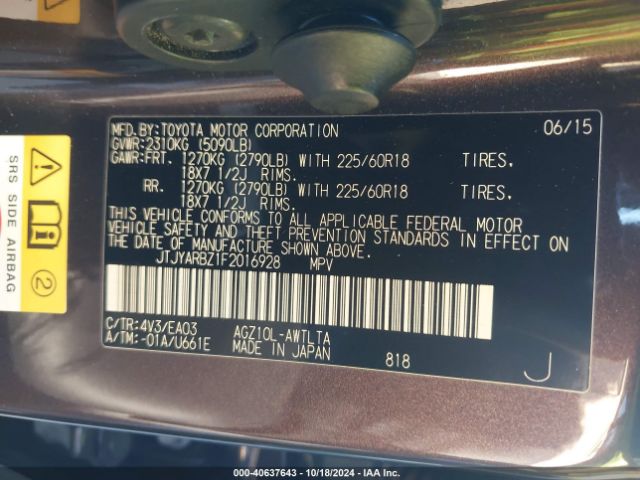 MFD.BY:TOYOTA MOTOR CORPORATION 06/15
GVWR:2310KG (5090LB)
GAWR:FRT. 1270KG (2790LB) WITH 225/60R18 TIRES,
18X7 1/2J RIMS.
RR. 1270KG (2790LB) WITH 225/60R18 TIRES,
18X7 1/2J RIMS.
THIS VEHICLE CONFORMS TO ALL APPLICABLE FEDERAL MOTOR
VEHICLE SAFETY AND THEFT PREVENTION STANDARDS IN EFFECT ON
THE DATE OF MANUFACTURE SHOWN ABOVE.
JTJYARBZ1F2016928 MPV
C/TR:4V3/EA03 AGZ10L-AWTLTA
A/TM:-01A/U661E MADE IN JAPAN 818 J
SRS SIDE AIRBAG
2
000-40637643 - 10/18/2024 - IAA Inc.